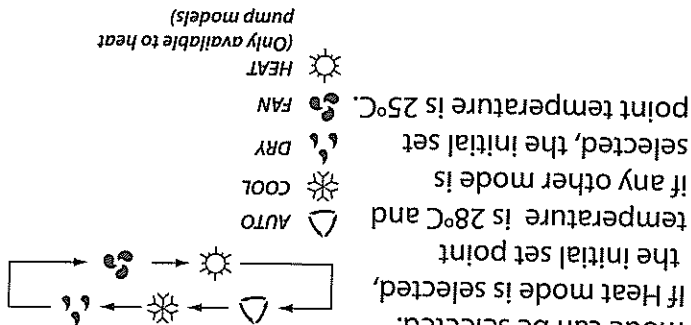 mode can be selected.
If Heat mode is selected,
the initial set point
temperature is 28°C and
if any other mode is
selected, the initial set
point temperature is 25°C.
AUTO
COOL
DRY
FAN
HEAT
(Only available to heat
pump models)